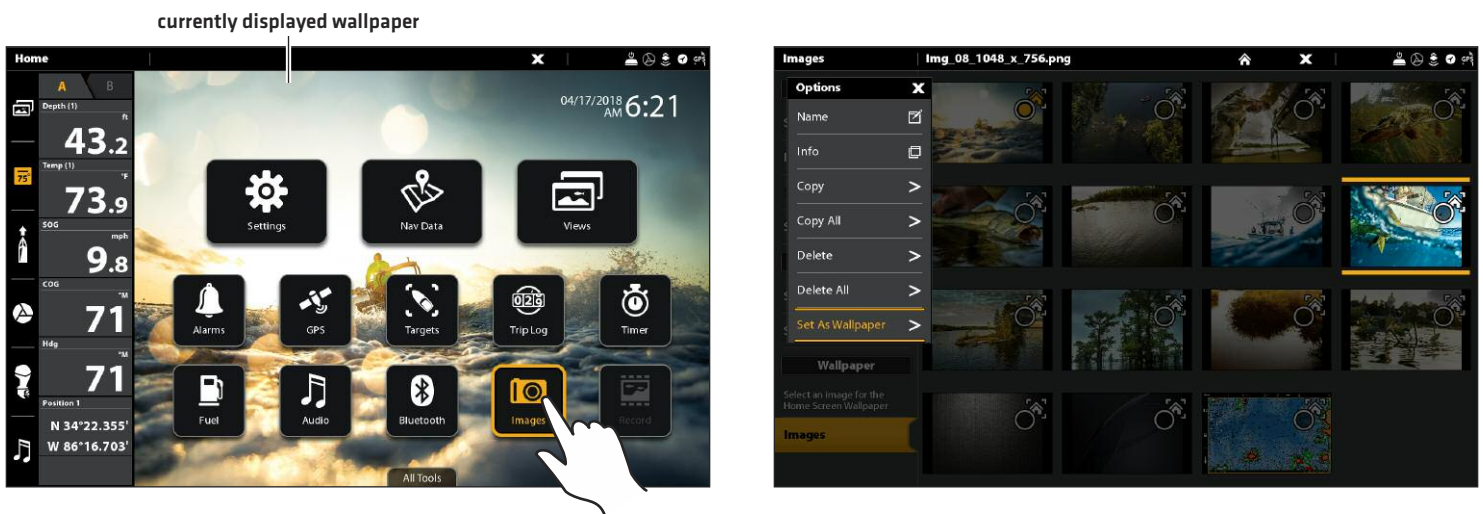 currently displayed wallpaper
Home
A B
Depth (1)
ft
43.2
Temp (1)
°F
73.9
SOG
mph
9.8
COG
°M
71
Hdg
°M
71
Position 1
N 34°22.355'
W 86°16.703'
75°
04/17/2018
AM 6:21
Settings
Nav Data
Views
Alarms
GPS
Targets
029
Trip Log
Timer
Fuel
Audio
Bluetooth
Images
Record
All Tools
GPS
Images
Img_08_1048_x_756.png
GPS
Options
Name
Info
Copy >
Copy All >
Delete >
Delete All >
Set As Wallpaper >
Wallpaper
Select an Image for the
Home Screen Wallpaper
Images